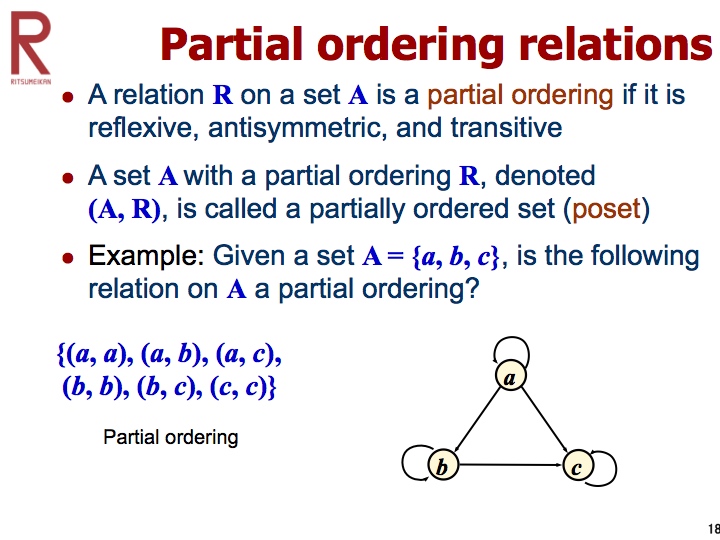 R
RITSUMEIKAN
Partial ordering relations
• A relation R on a set A is a partial ordering if it is
reflexive, antisymmetric, and transitive
• A set A with a partial ordering R, denoted
(A, R), is called a partially ordered set (poset)
• Example: Given a set A = {a, b, c}, is the following
relation on A a partial ordering?
{(a, a), (a, b), (a, c),
(b, b), (b, c), (c, c)}
Partial ordering
a
b
c
18